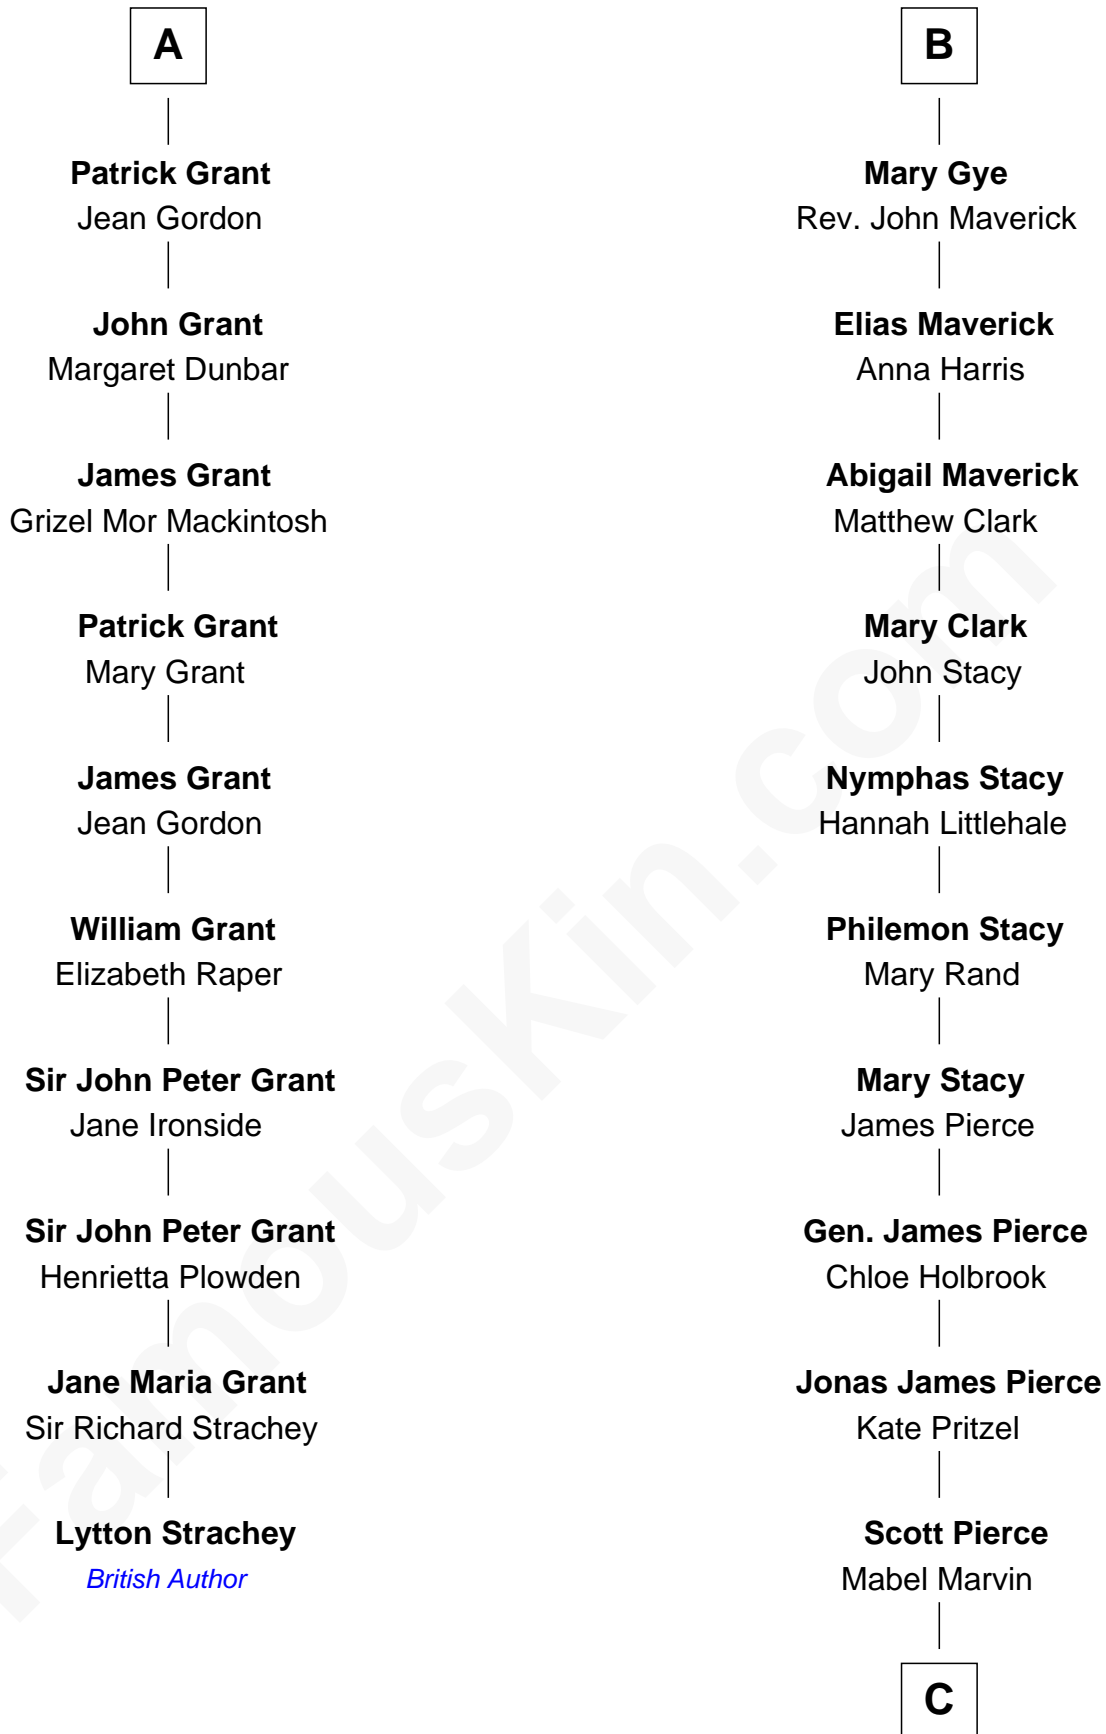 A
Patrick Grant
Jean Gordon
John Grant
Margaret Dunbar
James Grant
Grizel Mor Mackintosh
Patrick Grant
Mary Grant
James Grant
Jean Gordon
William Grant
Elizabeth Raper
Sir John Peter Grant
Jane Ironside
Sir John Peter Grant
Henrietta Plowden
Jane Maria Grant
Sir Richard Strachey
Lytton Strachey
British Author
B
Mary Gye
Rev. John Maverick
Elias Maverick
Anna Harris
Abigail Maverick
Matthew Clark
Mary Clark
John Stacy
Nymphas Stacy
Hannah Littlehale
Philemon Stacy
Mary Rand
Mary Stacy
James Pierce
Gen. James Pierce
Chloe Holbrook
Jonas James Pierce
Kate Pritzel
Scott Pierce
Mabel Marvin
C
FamousKin.com